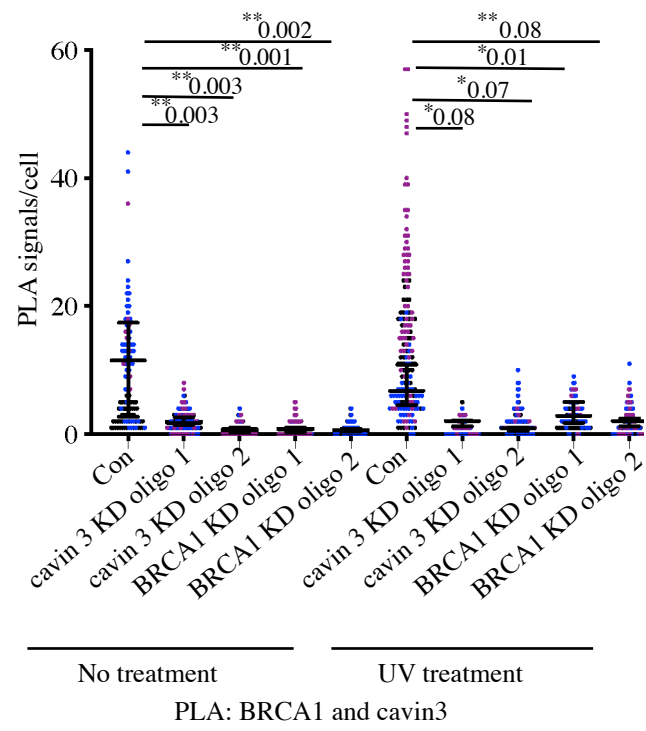 **0.002
**0.08
**0.001
*0.01
**0.003
*0.07
**0.003
*0.08
60
40
20
0
PLA signals/cell
Con
cavin 3 KD oligo 1
cavin 3 KD oligo 2
BRCA1 KD oligo 1
BRCA1 KD oligo 2
Con
cavin 3 KD oligo 1
cavin 3 KD oligo 2
BRCA1 KD oligo 1
BRCA1 KD oligo 2
No treatment
UV treatment
PLA: BRCA1 and cavin3